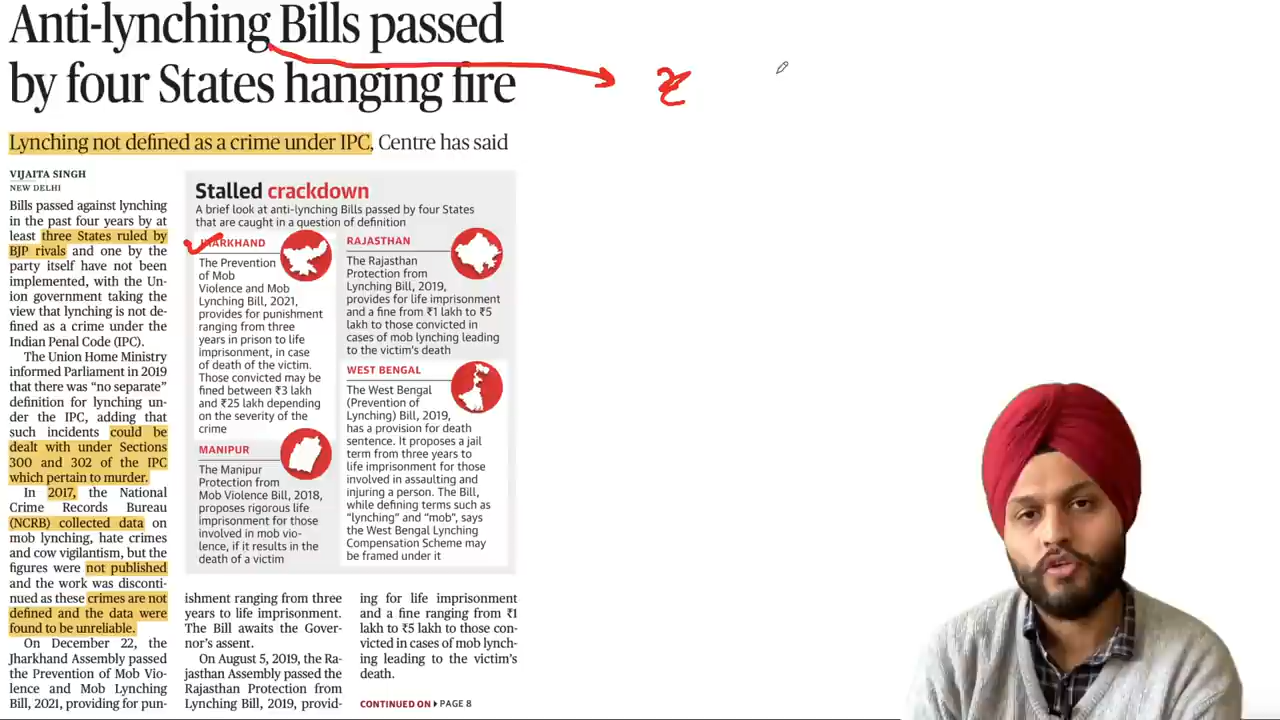 Anti-lynching Bills passed
by four States hanging fire
Lynching not defined as a crime under IPC, Centre has said
VIJAITA SINGH
NEW DELHI
Bills passed against lynching
in the past four years by at
least three States ruled by
BJP rivals and one by the
party itself have not been
implemented, with the Un-
ion government taking the
view that lynching is not de-
fined as a crime under the
Indian Penal Code (IPC).
The Union Home Ministry
informed Parliament in 2019
that there was “no separate”
definition for lynching un-
der the IPC, adding that
such incidents could be
dealt with under Sections
300 and 302 of the IPC
which pertain to murder.
In 2017, the National
Crime Records Bureau
(NCRB) collected data on
mob lynching, hate crimes
and cow vigilantism, but the
figures were not published
and the work was disconti-
nued as these crimes are not
defined and the data were
found to be unreliable.
On December 22, the
Jharkhand Assembly passed
the Prevention of Mob Vio-
lence and Mob Lynching
Bill, 2021, providing for pun-
Stalled crackdown
A brief look at anti-lynching Bills passed by four States
that are caught in a question of definition
JHARKHAND
The Prevention
of Mob
Violence and Mob
Lynching Bill, 2021,
provides for punishment
ranging from three
years in prison to life
imprisonment, in case
of death of the victim.
Those convicted may be
fined between ₹3 lakh
and ₹25 lakh depending
on the severity of the
crime
MANIPUR
The Manipur
Protection from
Mob Violence Bill, 2018,
proposes rigorous life
imprisonment for those
involved in mob vio-
lence, if it results in the
death of a victim
RAJASTHAN
The Rajasthan
Protection from
Lynching Bill, 2019,
provides for life imprisonment
and a fine from ₹1 lakh to ₹5
lakh to those convicted in
cases of mob lynching leading
to the victim's death
WEST BENGAL
The West Bengal
(Prevention of
Lynching) Bill, 2019,
has a provision for death
sentence. It proposes a jail
term from three years to
life imprisonment for those
involved in assaulting and
injuring a person. The Bill,
while defining terms such as
“lynching” and “mob”, says
the West Bengal Lynching
Compensation Scheme may
be framed under it
ishment ranging from three
years to life imprisonment.
The Bill awaits the Gover-
nor's assent.
On August 5, 2019, the Ra-
jasthan Assembly passed the
Rajasthan Protection from
Lynching Bill, 2019, provid-
ing for life imprisonment
and a fine ranging from ₹1
lakh to ₹5 lakh to those con-
victed in cases of mob lynch-
ing leading to the victim's
death.
CONTINUED ON PAGE 8